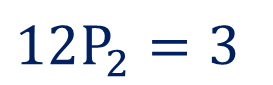 12P₂ = 3